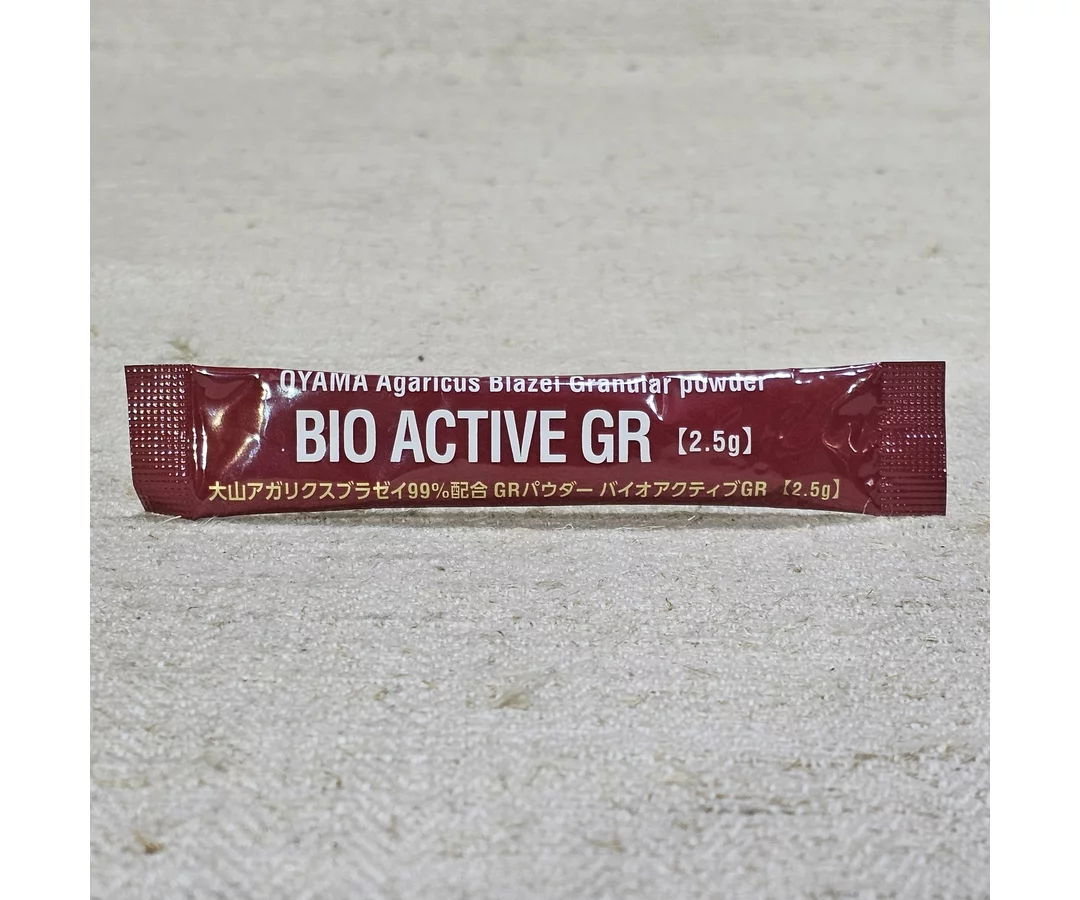 OYAMA Agaricus Blazei Granular powder
BIO ACTIVE GR【2.5g】
大山アガリクスブラゼイ99%配合 GRパウダー バイオアクティブGR 【2.5g】